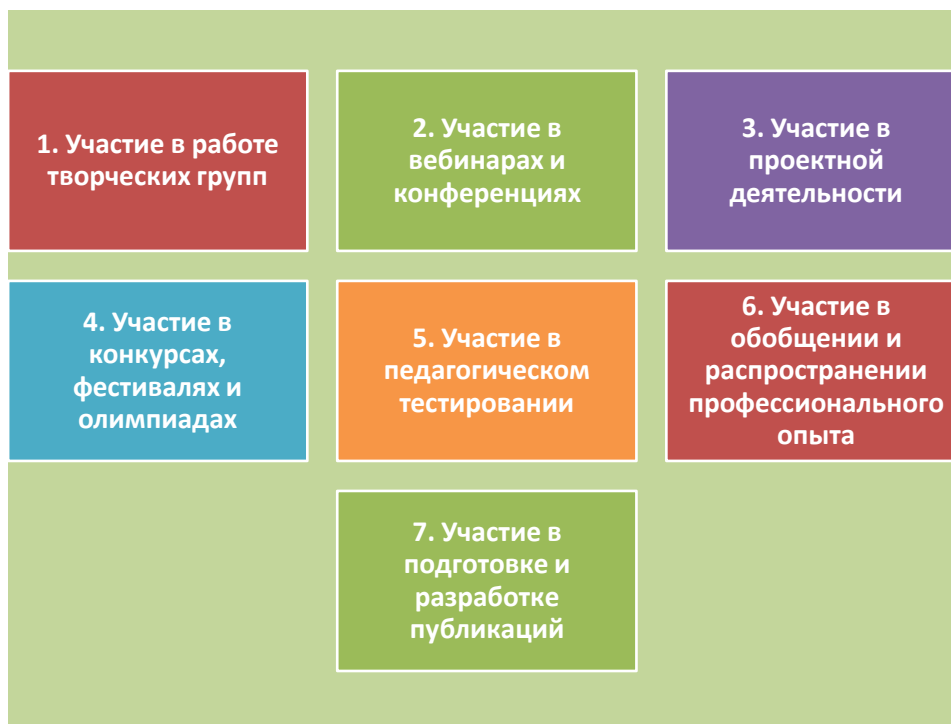 1. Участие в работе
творческих групп
2. Участие в
вебинарах и
конференциях
3. Участие в
проектной
деятельности
4. Участие в
конкурсах,
фестивалях и
олимпиадах
5. Участие в
педагогическом
тестировании
6. Участие в
обобщении и
распространении
профессионального
опыта
7. Участие в
подготовке и
разработке
публикаций